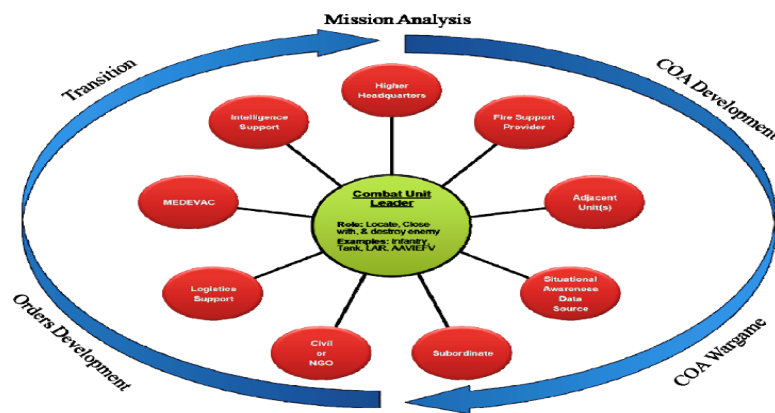 Mission Analysis
Transition
COA Development
Higher
Headquarters
Intelligence
Support
Fire Support
Provider
Combat Unit
Leader
Role: Locate, Close
with, & destroy enemy
Examples: Infantry,
Tank, LAR, AAV/EFV
MEDEVAC
Adjacent
Unit(s)
Logistics
Support
Situational
Awareness
Data
Source
Civil
or
NGO
Subordinate
Orders Development
COA Wargame